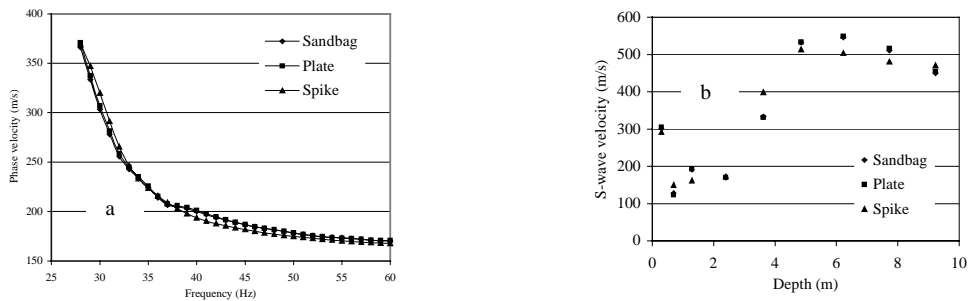 400
350
300
250
200
150
Phase velocity (m/s)
Sandbag
Plate
Spike
a
25 30 35 40 45 50 55 60
Frequency (Hz)
600
500
400
300
200
100
0
S-wave velocity (m/s)
b
Sandbag
Plate
Spike
0 2 4 6 8 10
Depth (m)